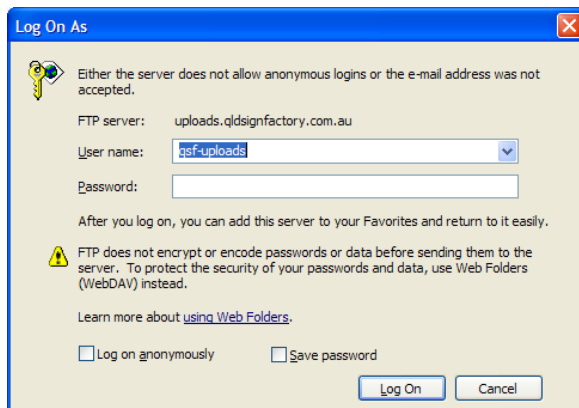 Log On As
Either the server does not allow anonymous logins or the e-mail address was not
accepted.
FTP server: uploads.qldsignfactory.com.au
User name: qsf-uploads
Password:
After you log on, you can add this server to your Favorites and return to it easily.
FTP does not encrypt or encode passwords or data before sending them to the
server. To protect the security of your passwords and data, use Web Folders
(WebDAV) instead.
Learn more about using Web Folders.
Log on anonymously Save password
Log On Cancel